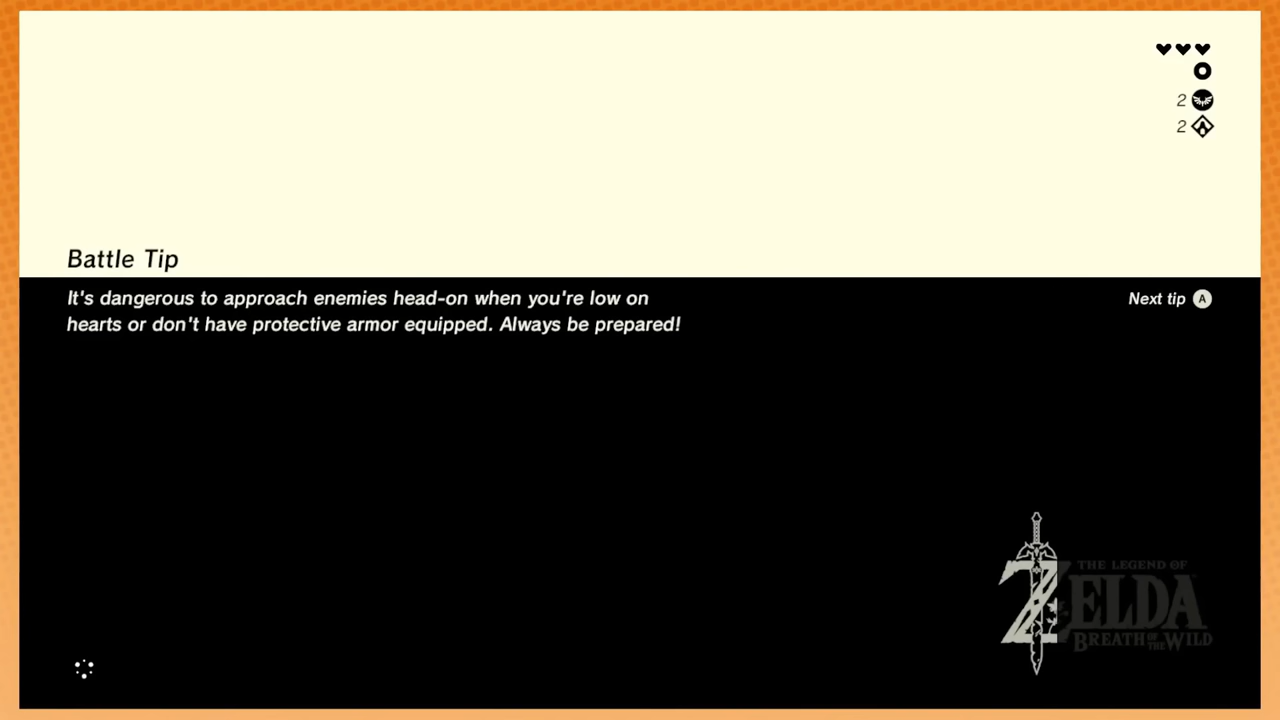 2
2
Battle Tip
It's dangerous to approach enemies head-on when you're low on
hearts or don't have protective armor equipped. Always be prepared!
Next tip A
THE LEGEND OF
ZELDA
BREATH OF THE WILD